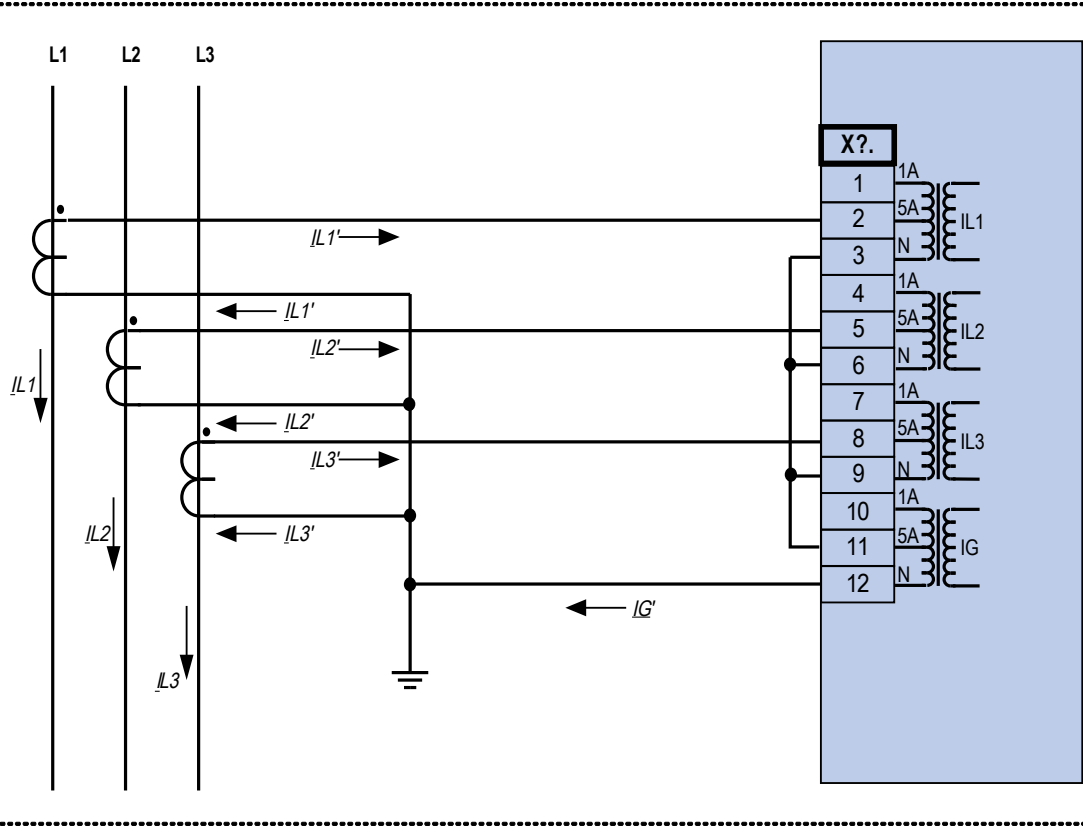 L1 L2 L3
X?.
1 1A
2 5A IL1
3 N
IL1'
4 1A
IL1'
5 5A IL2
IL2'
6 N
IL1
7 1A
IL2'
8 5A IL3
IL3'
9 N
10 1A
IL2
IL3'
11 5A IG
12 N
IG'
IL3